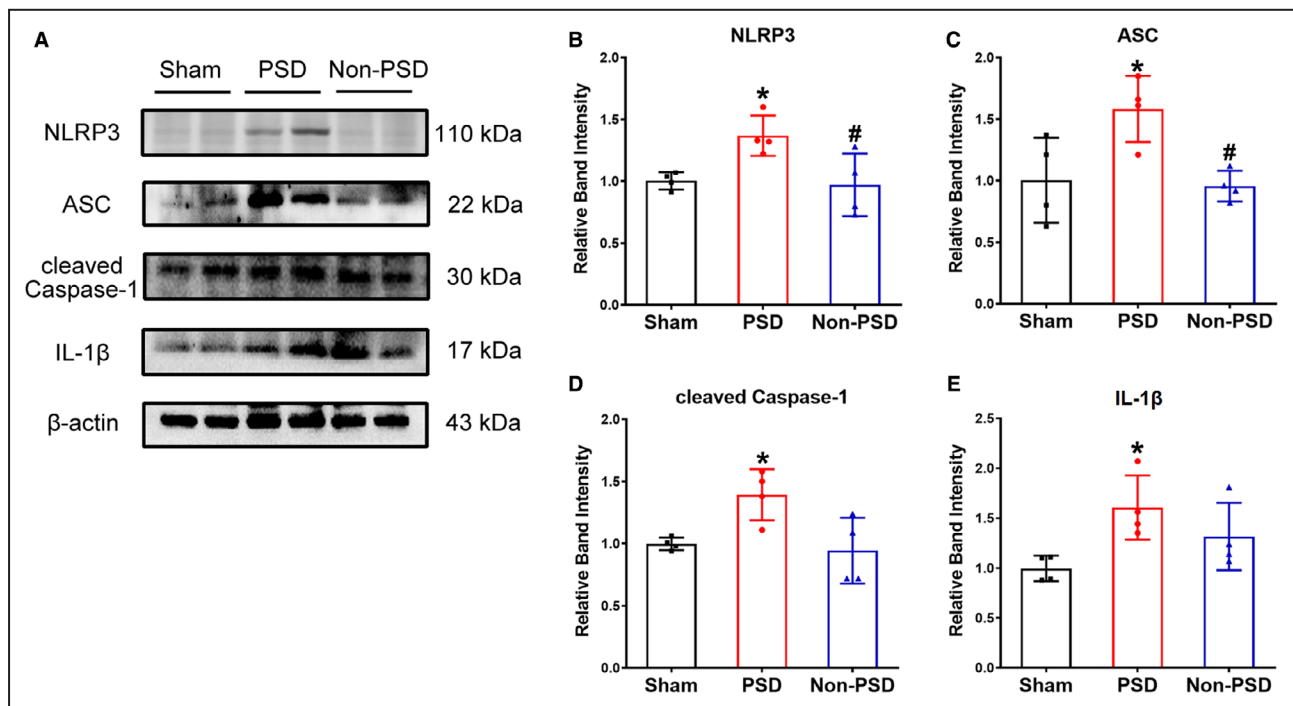 A
Sham PSD Non-PSD
NLRP3 110 kDa
ASC 22 kDa
cleaved
Caspase-1 30 kDa
IL-1β 17 kDa
β-actin 43 kDa
B
NLRP3
Relative Band Intensity
2.0
1.5
1.0
0.5
0.0
*
#
Sham PSD Non-PSD
C
ASC
Relative Band Intensity
2.0
1.5
1.0
0.5
0.0
*
#
Sham PSD Non-PSD
D
cleaved Caspase-1
Relative Band Intensity
2.0
1.5
1.0
0.5
0.0
*
Sham PSD Non-PSD
E
IL-1β
Relative Band Intensity
2.5
2.0
1.5
1.0
0.5
0.0
*
Sham PSD Non-PSD